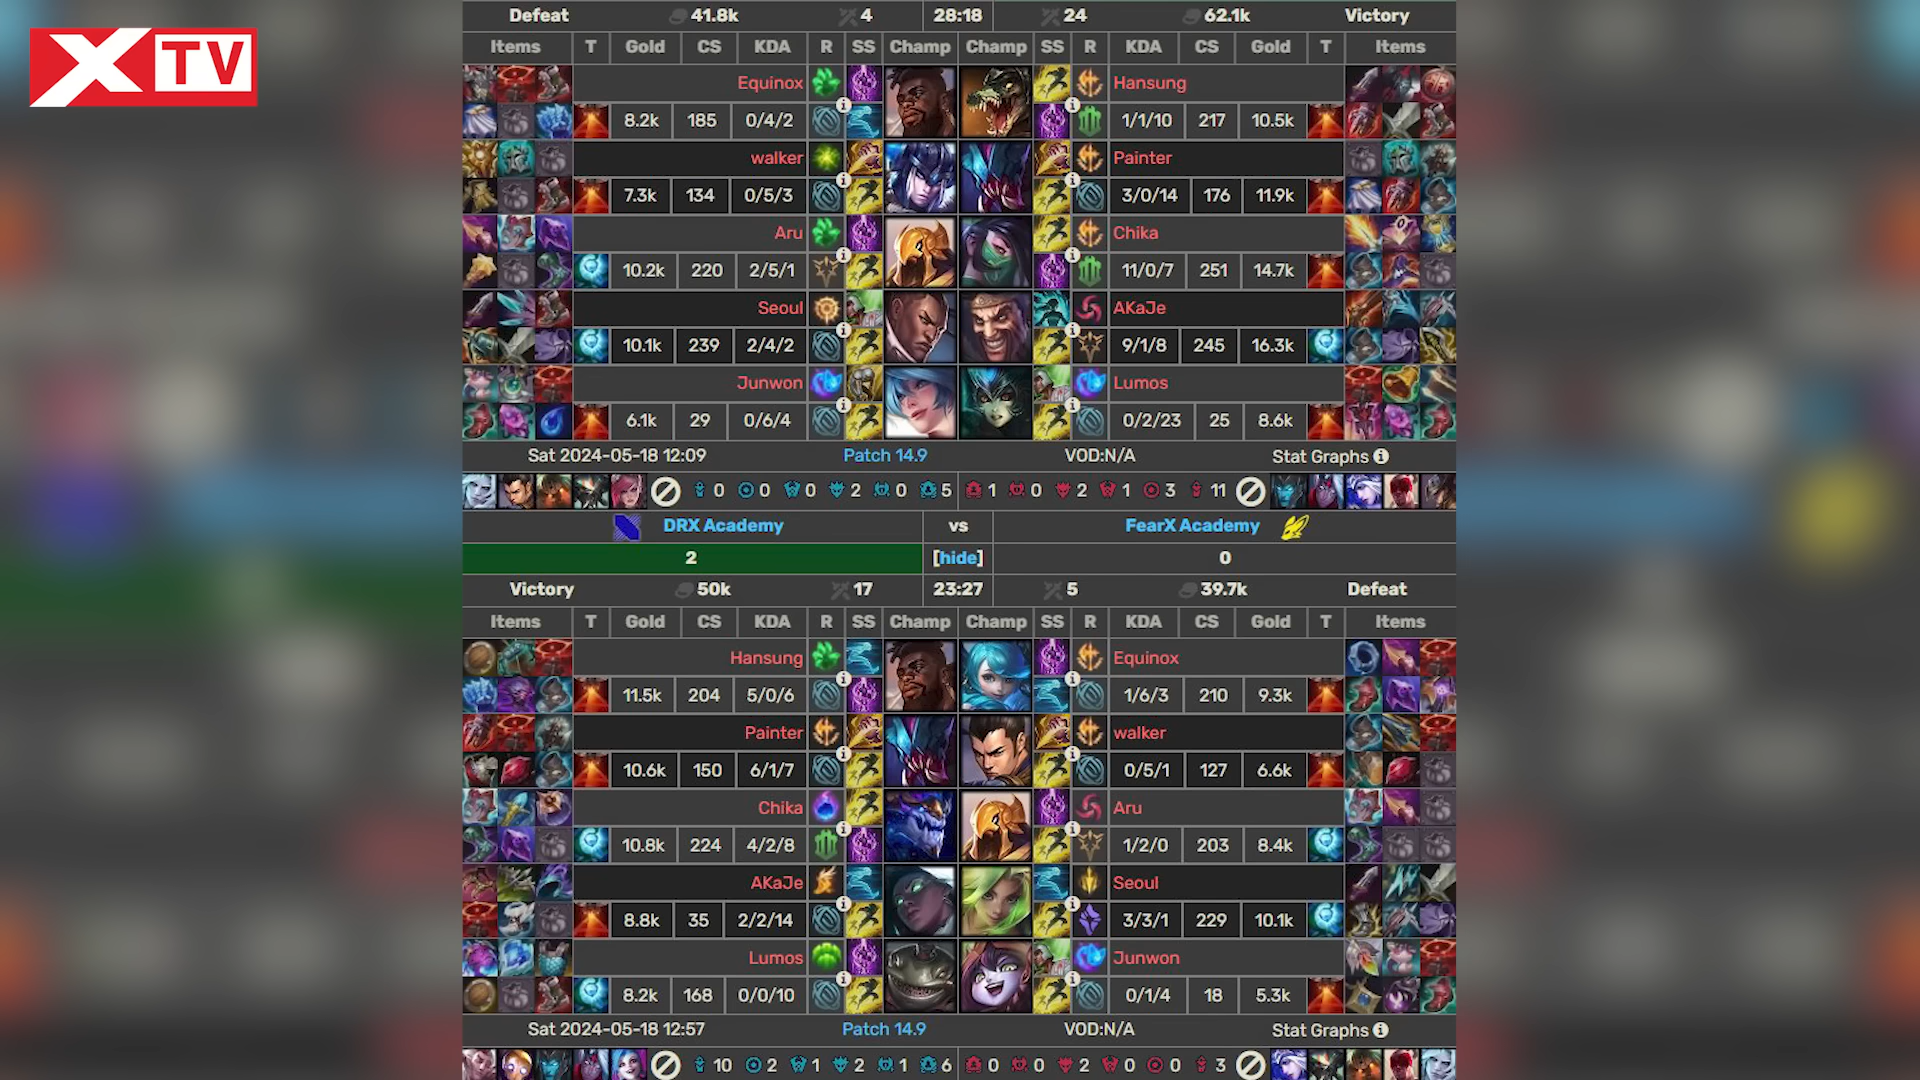 XTV
Defeat 41.8k 4 28:18 24 62.1k Victory
Items T Gold CS KDA R SS Champ Champ SS R KDA CS Gold T Items
Equinox Hansung
8.2k 185 0/4/2 1/1/10 217 10.5k
walker Painter
7.3k 134 0/5/3 3/0/14 176 11.9k
Aru Chika
10.2k 220 2/5/1 11/0/7 251 14.7k
Seoul AKaJe
10.1k 239 2/4/2 9/1/8 245 16.3k
Junwon Lumos
6.1k 29 0/6/4 0/2/23 25 8.6k
Sat 2024-05-18 12:09 Patch 14.9 VOD:N/A Stat Graphs
0 0 0 2 0 5 1 0 2 1 3 11
DRX Academy vs FearX Academy
2 [hide] 0
Victory 50k 17 23:27 5 39.7k Defeat
Items T Gold CS KDA R SS Champ Champ SS R KDA CS Gold T Items
Hansung Equinox
11.5k 204 5/0/6 1/6/3 210 9.3k
Painter walker
10.6k 150 6/1/7 0/5/1 127 6.6k
Chika Aru
10.8k 224 4/2/8 1/2/0 203 8.4k
AKaJe Seoul
8.8k 35 2/2/14 3/3/1 229 10.1k
Lumos Junwon
8.2k 168 0/0/10 0/1/4 18 5.3k
Sat 2024-05-18 12:57 Patch 14.9 VOD:N/A Stat Graphs
10 2 1 2 1 6 0 0 2 0 0 3